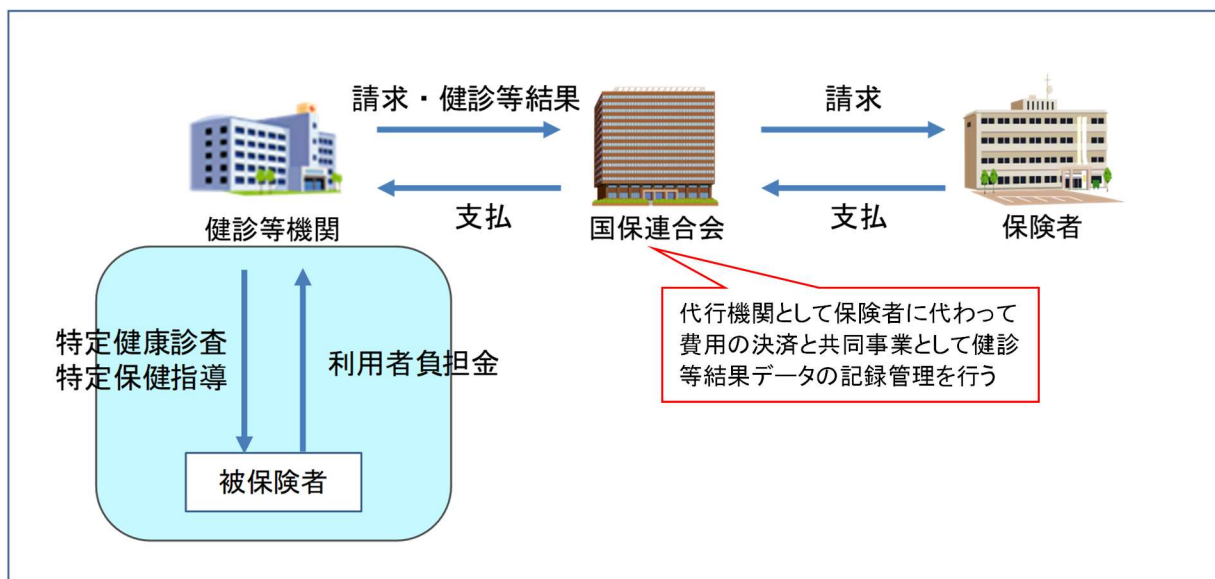 請求・健診等結果
請求
支払
支払
健診等機関
国保連合会
保険者
代行機関として保険者に代わって
費用の決済と共同事業として健診
等結果データの記録管理を行う
特定健康診査
特定保健指導
利用者負担金
被保険者